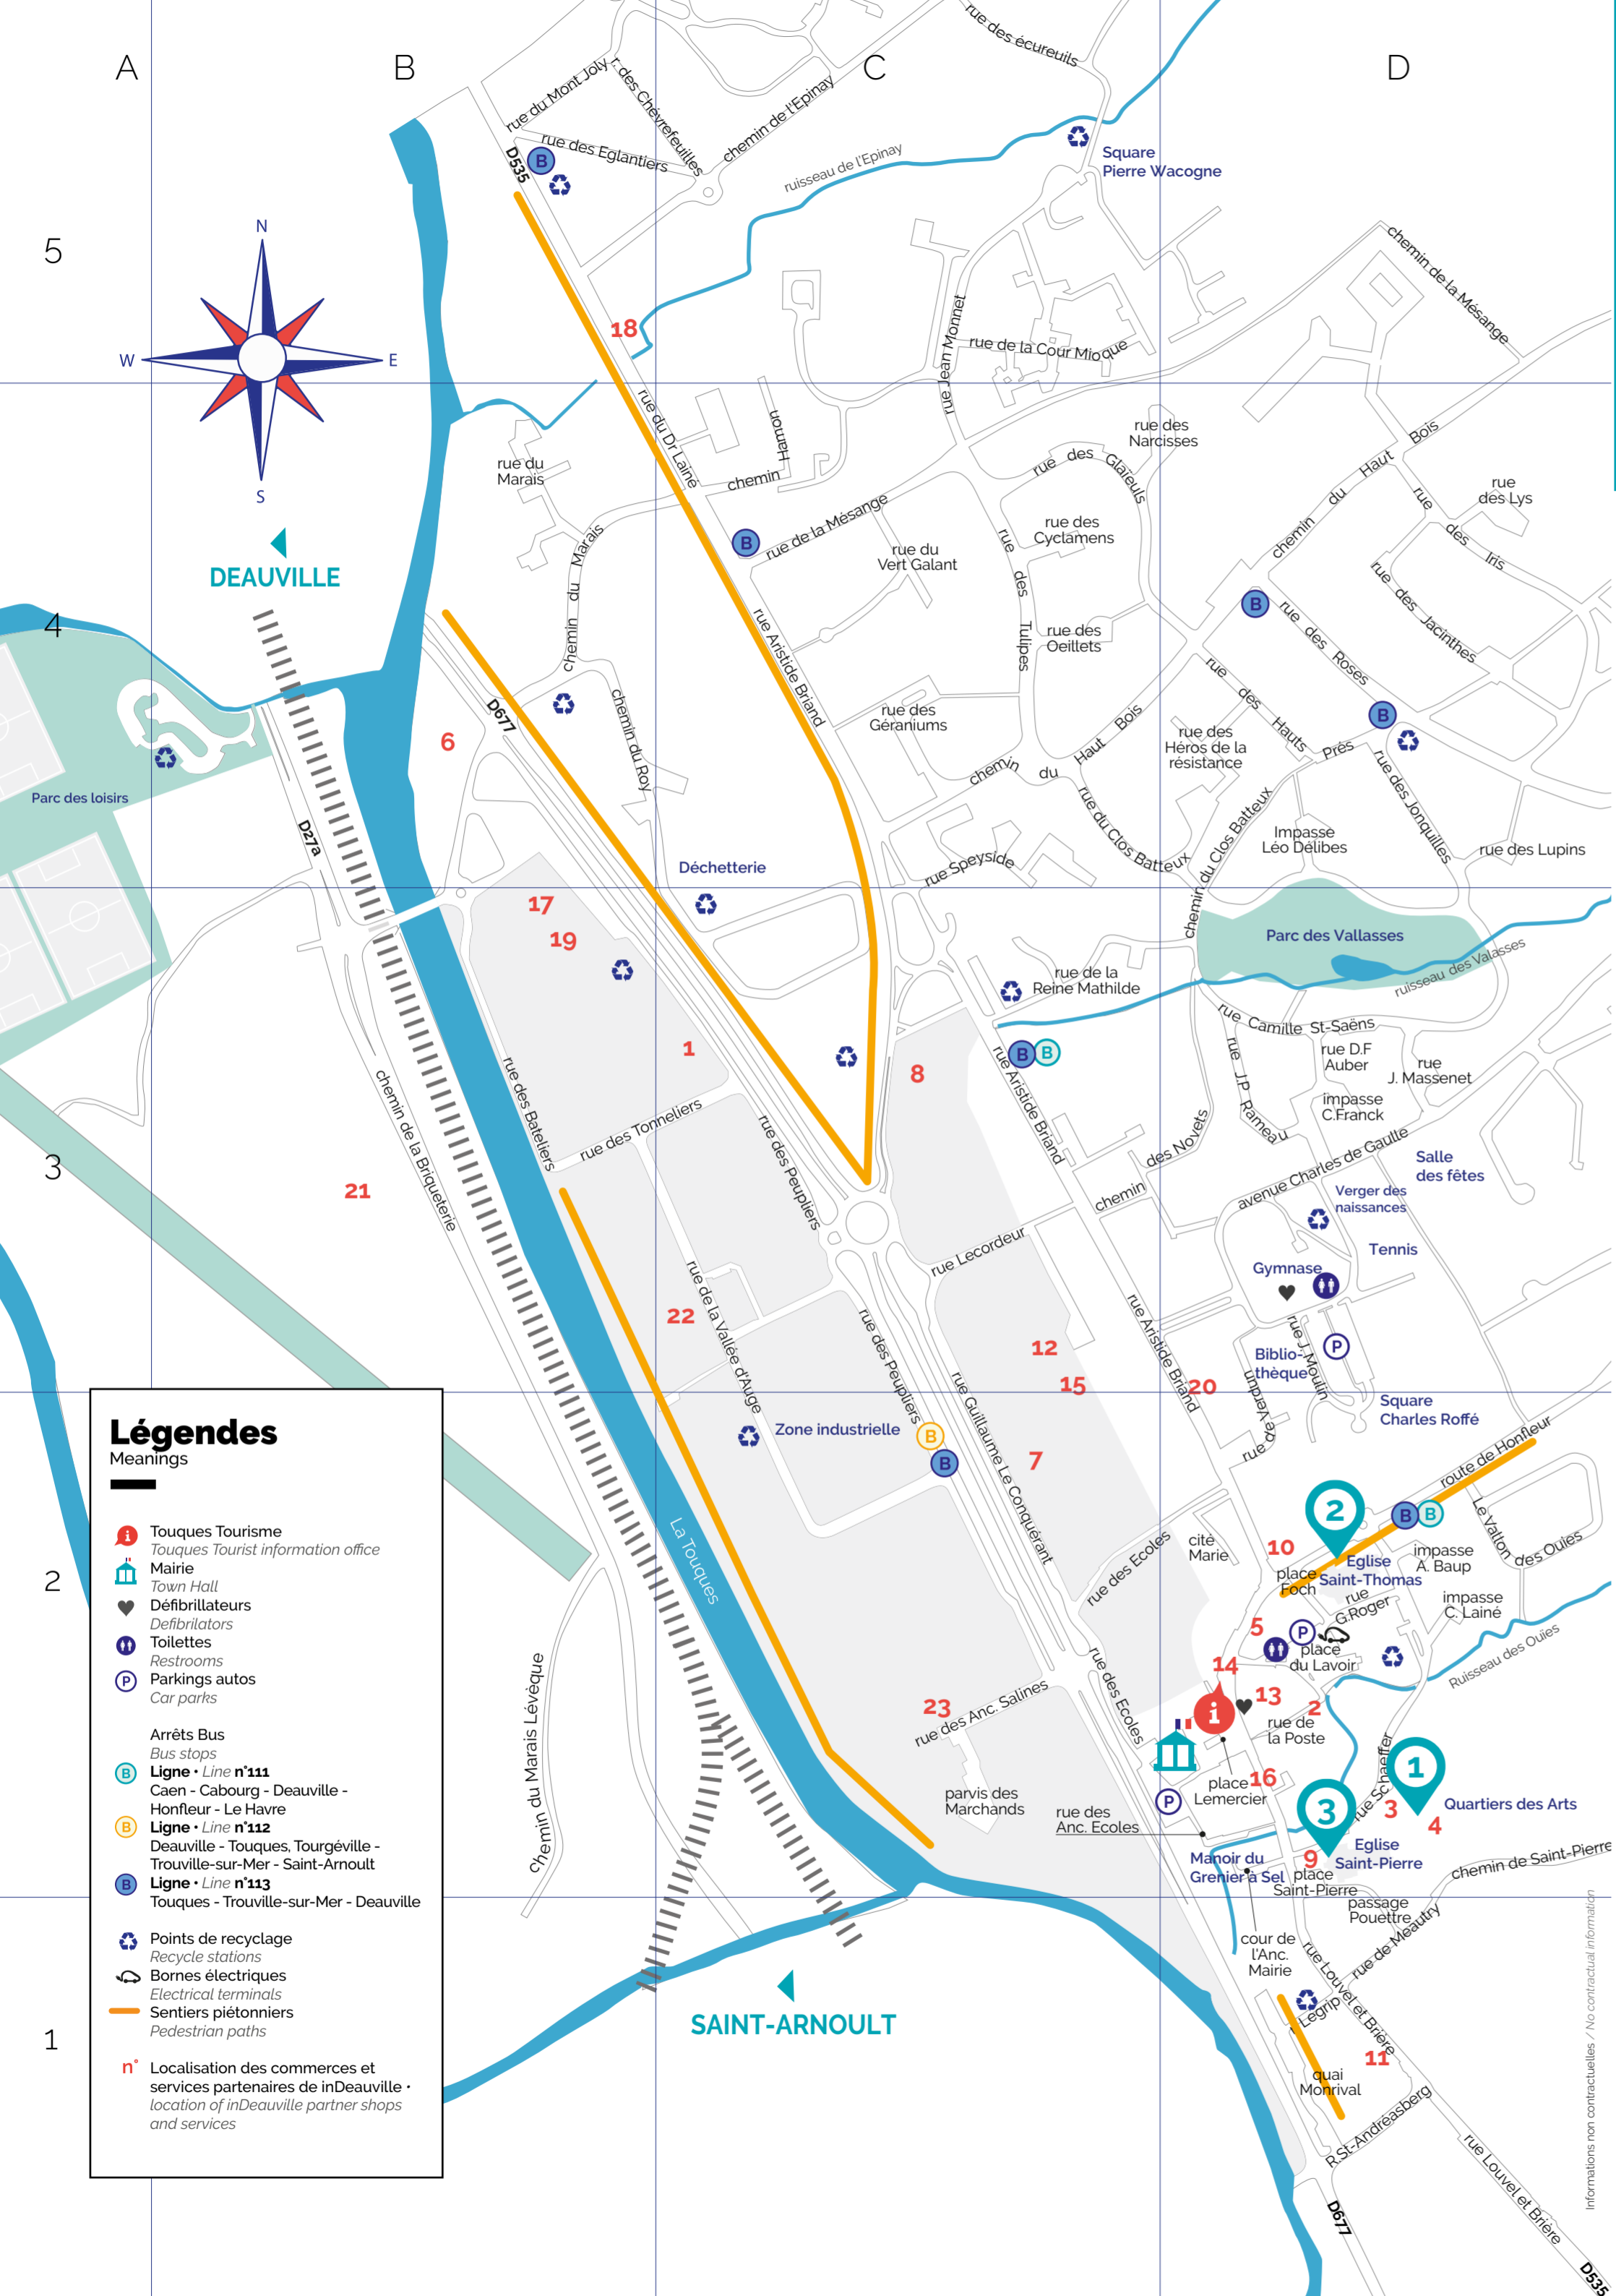 A
B
C
D
5
4
3
2
1
N
W
E
S
rue des écureuils
rue du Mont Joly
r. des Chèvrefeuilles
chemin de l'Epinay
rue des Eglantiers
D535
B
ruisseau de l'Epinay
Square
Pierre Wacogne
chemin de la Mésange
18
rue Jean Monnet
rue de la Cour Mioque
rue du Dr Lainé
Hamon
chemin
rue du
Marais
rue des
Narcisses
rue des Glaïeuls
chemin du Haut Bois
rue
des Lys
rue des Iris
B
rue de la Mésange
rue du
Vert Galant
rue des
Cyclamens
rue des Tulipes
rue des
Oeillets
rue des Jacinthes
B
rue des Roses
DEAUVILLE
chemin du Marais
rue Aristide Briand
rue des
Géraniums
rue des Hauts Prés
B
D677
6
chemin du Roy
rue des
Héros de la
résistance
chemin du Haut Bois
rue du Clos Batteux
chemin du Clos Batteux
rue des Jonquilles
Impasse
Léo Délibes
rue des Lupins
Parc des loisirs
D27a
Déchetterie
rue Speyside
17
19
Parc des Vallasses
ruisseau des Valasses
rue de la
Reine Mathilde
rue Camille St-Saëns
rue D.F
Auber
rue
J. Massenet
impasse
C.Franck
rue J.P. Rameau
1
8
B
B
rue Aristide Briand
chemin de la Briqueterie
rue des Bateliers
rue des Tonneliers
rue des Peupliers
chemin des Novets
avenue Charles de Gaulle
Salle
des fêtes
Verger des
naissances
Tennis
Gymnase
21
rue Lecordeur
22
rue de la Vallée d'Auge
rue des Peupliers
rue Aristide Briand
12
15
20
P
Biblio-
thèque
rue J. Moulin
rue De Verdun
Square
Charles Roffé
Zone industrielle
B
B
rue Guillaume Le Conquérant
7
route de Honfleur
2
B
B
Le Vallon des Ouies
cité
Marie
10
place
Foch
Eglise
Saint-Thomas
impasse
A. Baup
rue
G.Roger
impasse
C. Lainé
rue des Ecoles
La Touques
5
P
place
du Lavoir
Ruisseau des Ouies
14
i
13
2
rue de
la Poste
rue des Ecoles
23
rue des Anc. Salines
parvis des
Marchands
rue des
Anc. Ecoles
P
place
Lemercier
16
rue Schaeffer
1
3
3
4
Quartiers des Arts
Manoir du
Grenier à Sel
9
Eglise
Saint-Pierre
place
Saint-Pierre
chemin de Saint-Pierre
passage
Pouettre
rue de Meautry
cour de
l'Anc.
Mairie
rue Louvel et Brière
r. Legrip
11
quai
Monrival
R.St-Andréasberg
rue Louvel et Brière
D677
D535
SAINT-ARNOULT
Chemin du Marais Lévêque
Légendes
Meanings
i
Touques Tourisme
Touques Tourist information office
Mairie
Town Hall
Défibrillateurs
Defibrilators
Toilettes
Restrooms
P
Parkings autos
Car parks
Arrêts Bus
Bus stops
B
Ligne • Line n°111
Caen - Cabourg - Deauville -
Honfleur - Le Havre
B
Ligne • Line n°112
Deauville - Touques, Tourgéville -
Trouville-sur-Mer - Saint-Arnoult
B
Ligne • Line n°113
Touques - Trouville-sur-Mer - Deauville
Points de recyclage
Recycle stations
Bornes électriques
Electrical terminals
Sentiers piétonniers
Pedestrian paths
n°
Localisation des commerces et
services partenaires de inDeauville •
location of inDeauville partner shops
and services
Informations non contractuelles / No contractual information